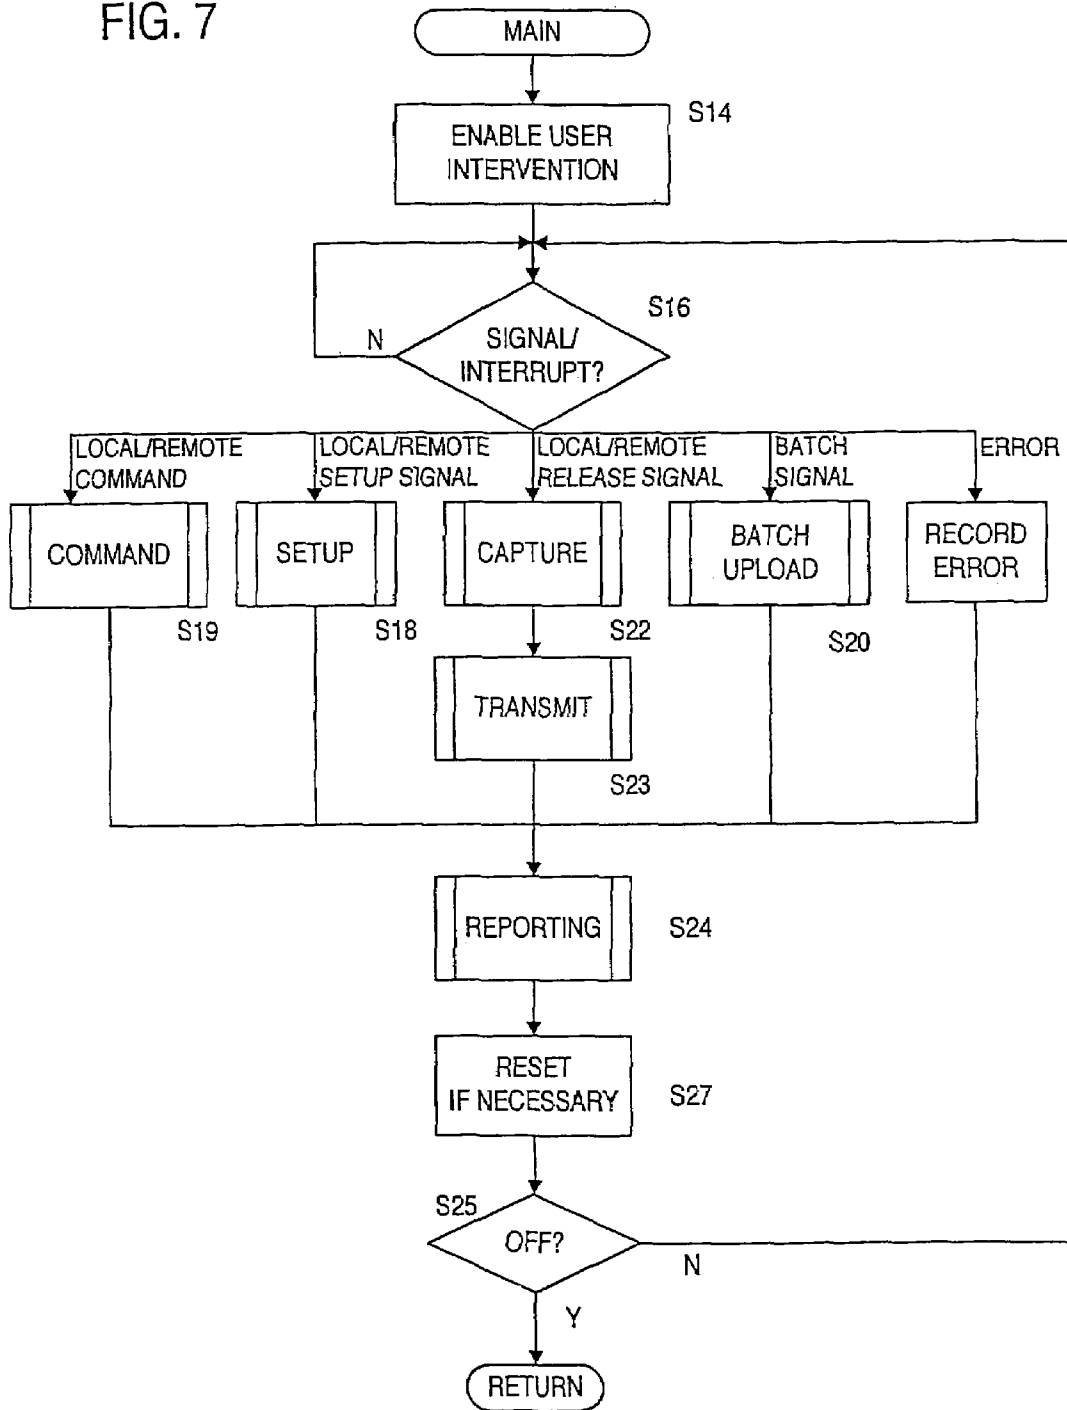 FIG. 7
MAIN
S14
ENABLE USER
INTERVENTION
S16
SIGNAL/
INTERRUPT?
N
LOCAL/REMOTE
COMMAND
LOCAL/REMOTE
SETUP SIGNAL
LOCAL/REMOTE
RELEASE SIGNAL
BATCH
SIGNAL
ERROR
COMMAND
SETUP
CAPTURE
BATCH
UPLOAD
RECORD
ERROR
S19
S18
S22
S20
TRANSMIT
S23
REPORTING
S24
RESET
IF NECESSARY
S27
S25
OFF?
N
Y
RETURN